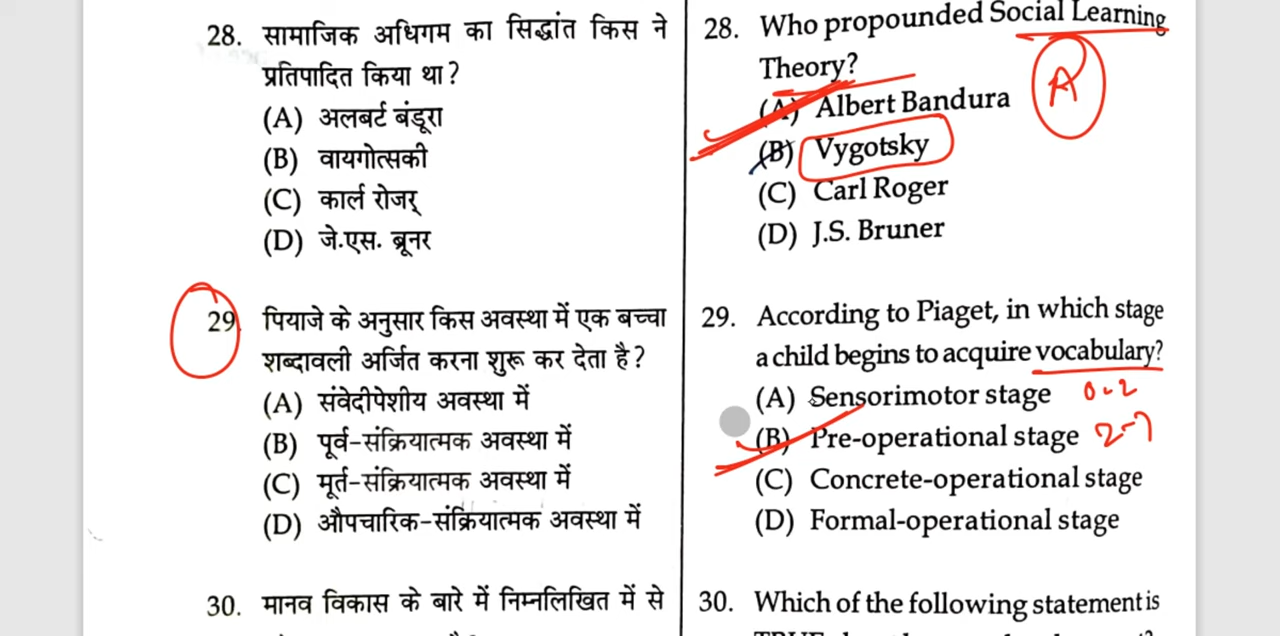 28. सामाजिक अधिगम का सिद्धांत किस ने
प्रतिपादित किया था?
(A) अलबर्ट बंडूरा
(B) वायगोत्सकी
(C) कार्ल रोजर्
(D) जे.एस. ब्रूनर
29. पियाजे के अनुसार किस अवस्था में एक बच्चा
शब्दावली अर्जित करना शुरू कर देता है?
(A) संवेदीपेशीय अवस्था में
(B) पूर्व-संक्रियात्मक अवस्था में
(C) मूर्त-संक्रियात्मक अवस्था में
(D) औपचारिक-संक्रियात्मक अवस्था में
30. मानव विकास के बारे में निम्नलिखित में से
28. Who propounded Social Learning
Theory?
A
(A) Albert Bandura
(B) Vygotsky
(C) Carl Roger
(D) J.S. Bruner
29. According to Piaget, in which stage
a child begins to acquire vocabulary?
(A) Sensorimotor stage 0-2
(B) Pre-operational stage 2-7
(C) Concrete-operational stage
(D) Formal-operational stage
30. Which of the following statement is